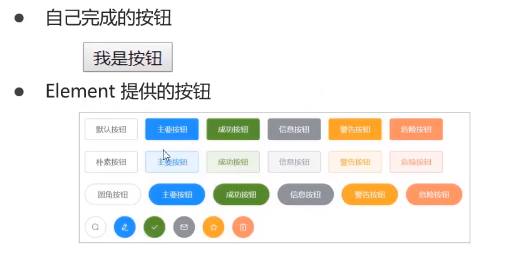 自己完成的按钮
我是按钮
Element 提供的按钮
默认按钮 主要按钮 成功按钮 信息按钮 警告按钮 危险按钮
朴素按钮 主要按钮 成功按钮 信息按钮 警告按钮 危险按钮
圆角按钮 主要按钮 成功按钮 信息按钮 警告按钮 危险按钮